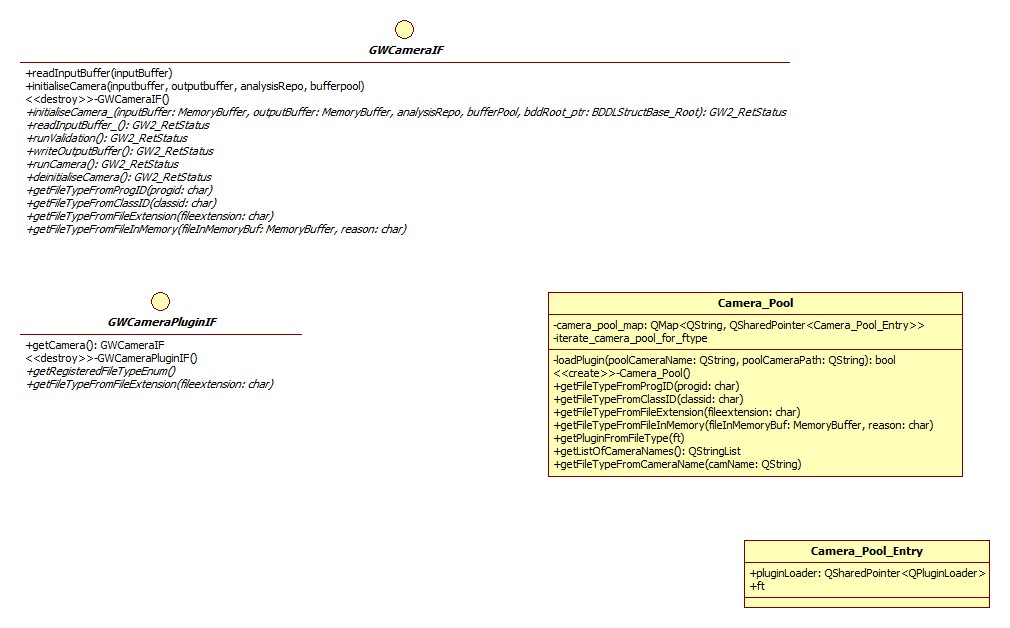 GWCameraIF
+readInputBuffer(inputBuffer)
+initialiseCamera(inputbuffer, outputbuffer, analysisRepo, bufferpool)
<<destroy>>-GWCameraIF()
+initialiseCamera_(inputBuffer: MemoryBuffer, outputBuffer: MemoryBuffer, analysisRepo, bufferPool, bddRoot_ptr: BDDLStructBase_Root): GW2_RetStatus
+readInputBuffer_(): GW2_RetStatus
+runValidation(): GW2_RetStatus
+writeOutputBuffer(): GW2_RetStatus
+runCamera(): GW2_RetStatus
+deinitialiseCamera(): GW2_RetStatus
+getFileTypeFromProgID(progid: char)
+getFileTypeFromClassID(classid: char)
+getFileTypeFromFileExtension(fileextension: char)
+getFileTypeFromFileInMemory(fileInMemoryBuf: MemoryBuffer, reason: char)
GWCameraPluginIF
+getCamera(): GWCameraIF
<<destroy>>-GWCameraPluginIF()
+getRegisteredFileTypeEnum()
+getFileTypeFromFileExtension(fileextension: char)
Camera_Pool
-camera_pool_map: QMap<QString, QSharedPointer<Camera_Pool_Entry>>
-iterate_camera_pool_for_ftype
-loadPlugin(poolCameraName: QString, poolCameraPath: QString): bool
<<create>>-Camera_Pool()
+getFileTypeFromProgID(progid: char)
+getFileTypeFromClassID(classid: char)
+getFileTypeFromFileExtension(fileextension: char)
+getFileTypeFromFileInMemory(fileInMemoryBuf: MemoryBuffer, reason: char)
+getPluginFromFileType(ft)
+getListOfCameraNames(): QStringList
+getFileTypeFromCameraName(camName: QString)
Camera_Pool_Entry
+pluginLoader: QSharedPointer<QPluginLoader>
+ft